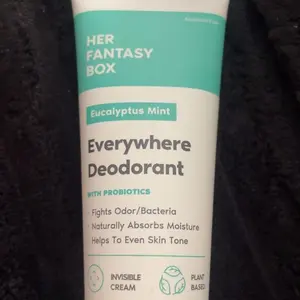 HER
FANTASY
BOX
Eucalyptus Mint
Everywhere
Deodorant
WITH PROBIOTICS
· Fights Odor/Bacteria
· Naturally Absorbs Moisture
Helps To Even Skin Tone
INVISIBLE
CREAM
PLANT
BASED